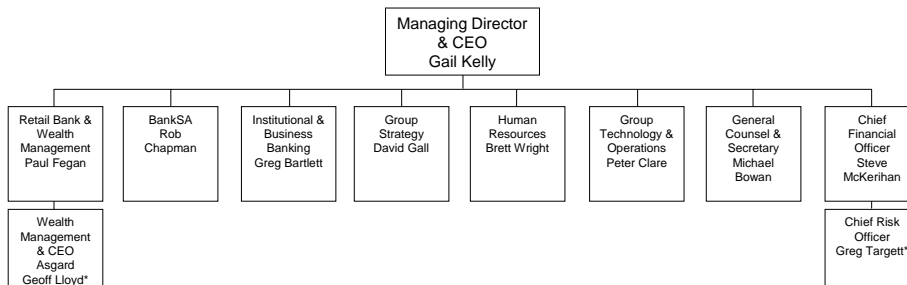 Managing Director
& CEO
Gail Kelly
Retail Bank &
Wealth
Management
Paul Fegan
BankSA
Rob
Chapman
Institutional &
Business
Banking
Greg Bartlett
Group
Strategy
David Gall
Human
Resources
Brett Wright
Group
Technology &
Operations
Peter Clare
General
Counsel &
Secretary
Michael
Bowan
Chief
Financial
Officer
Steve
McKerihan
Wealth
Management
& CEO
Asgard
Geoff Lloyd*
Chief Risk
Officer
Greg Targett*